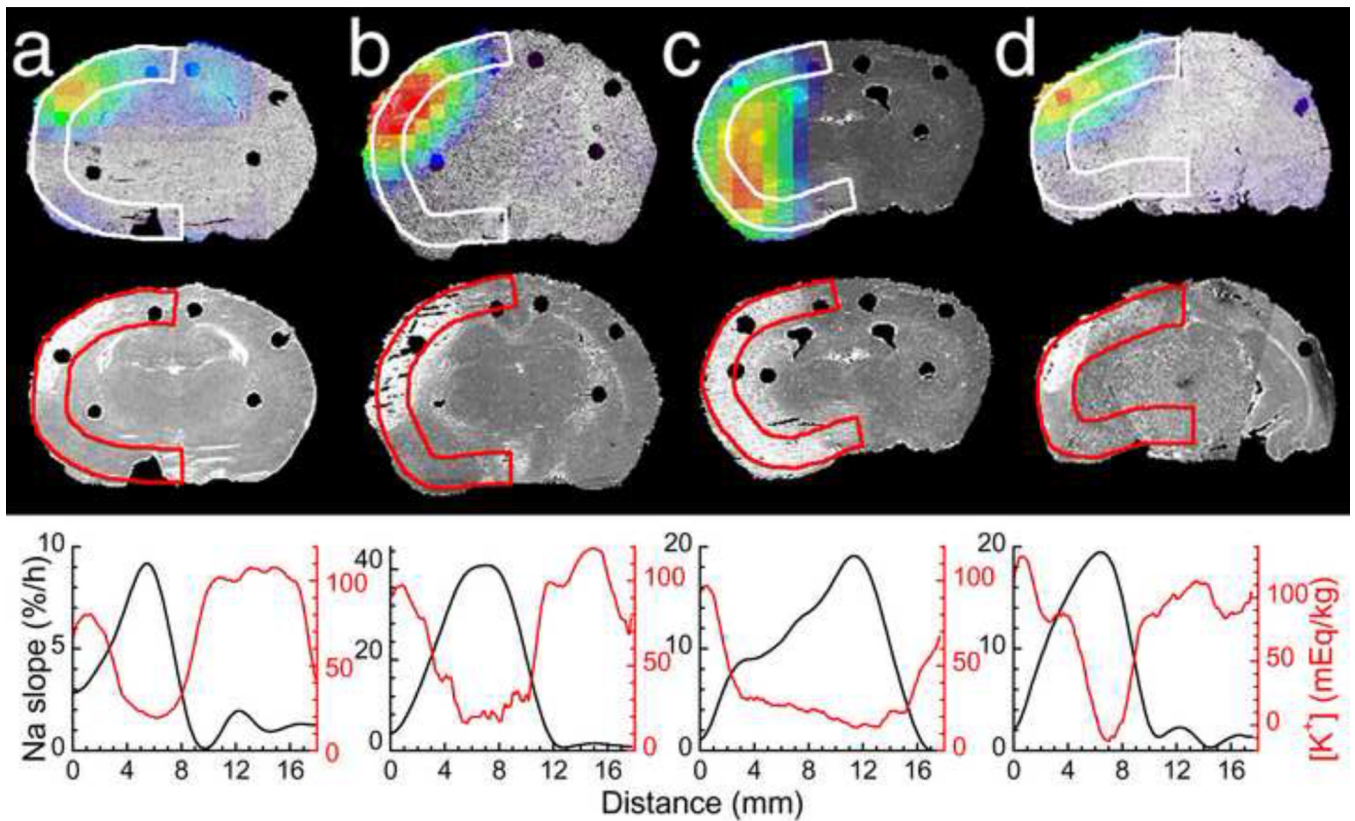 a b c d
10 100 40 100 20 100 20 100
Na slope (%/h)
5 50 20 50 10 50 10 50
0 0 0 0 0 0 0 0
[K+] (mEq/kg)
0 4 8 12 16 0 4 8 12 16 0 4 8 12 16 0 4 8 12 16
Distance (mm)